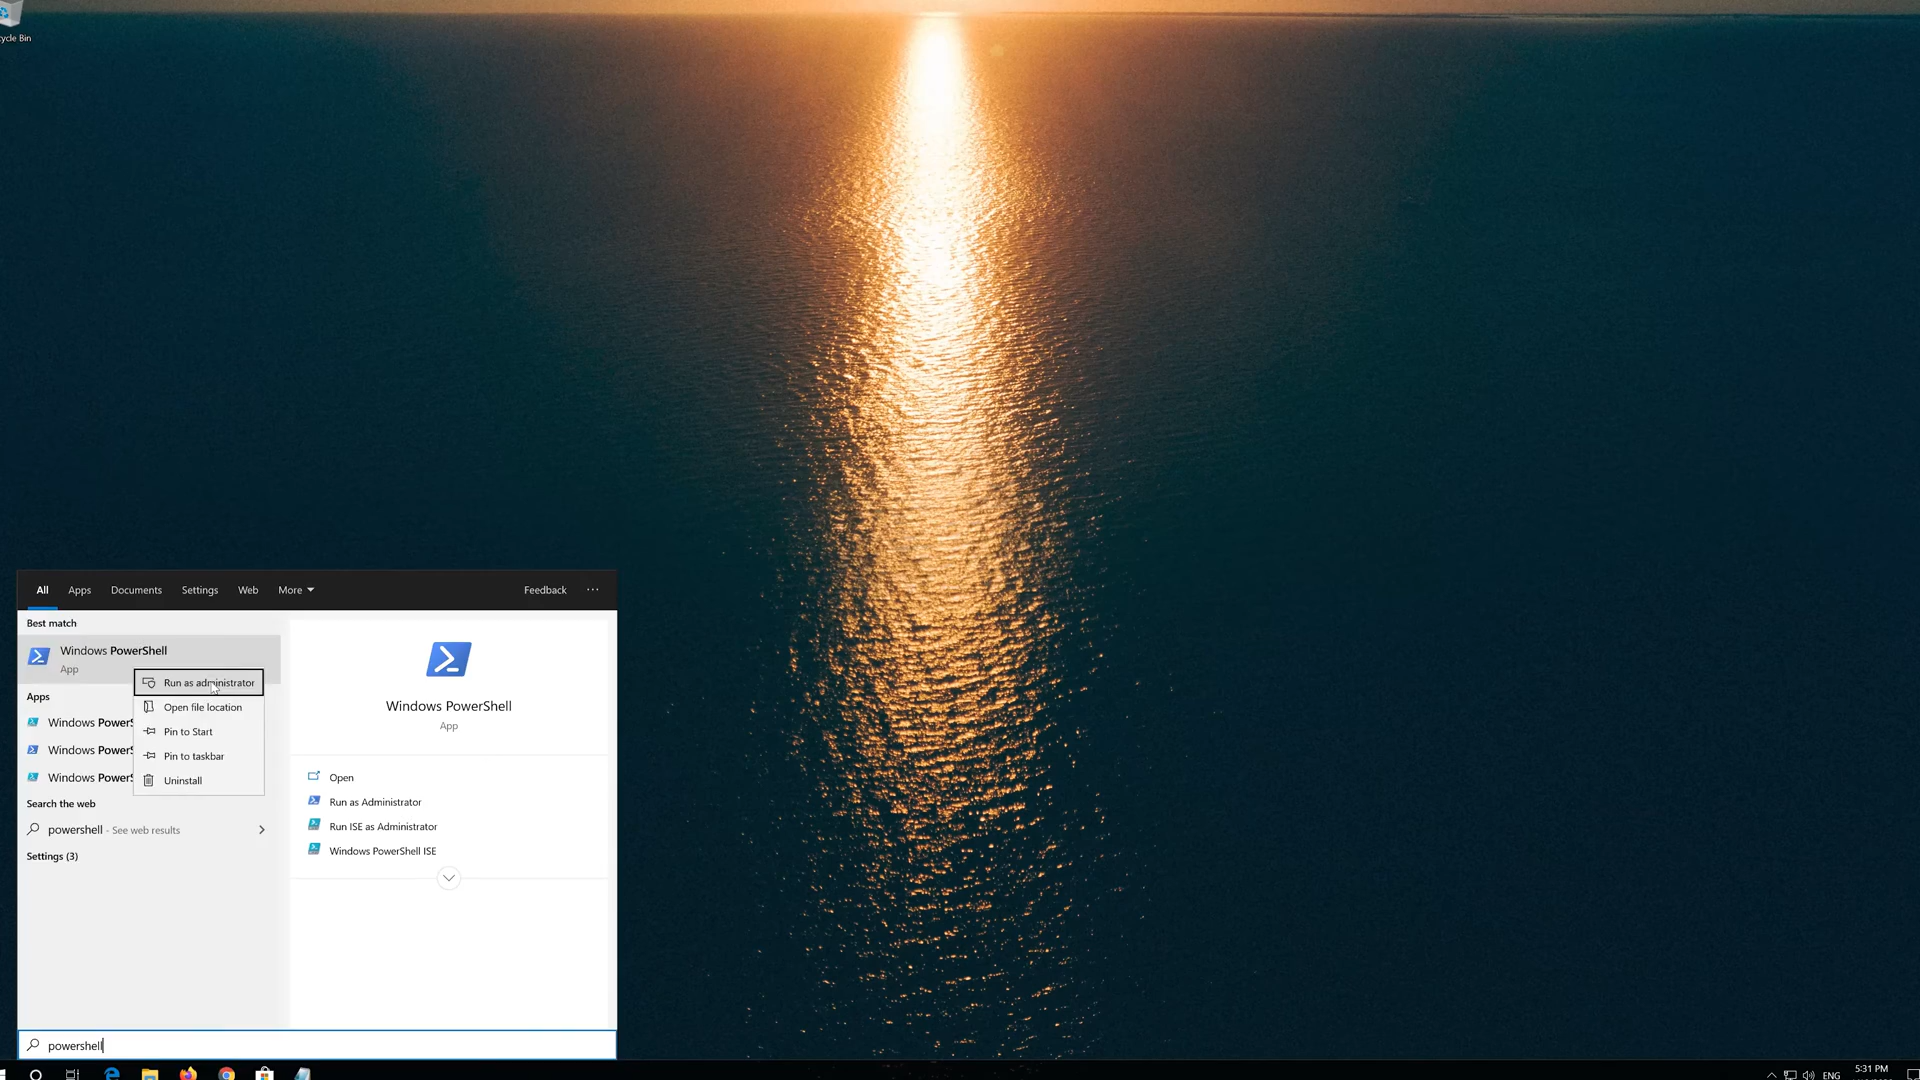 cycle Bin
All Apps Documents Settings Web More Feedback ...
Best match
Windows PowerShell
App
Run as administrator
Open file location
Pin to Start
Pin to taskbar
Uninstall
Apps
Windows PowerS
Windows PowerS
Windows PowerS
Search the web
powershell - See web results
Settings (3)
Windows PowerShell
App
Open
Run as Administrator
Run ISE as Administrator
Windows PowerShell ISE
powershell
ENG
5:31 PM